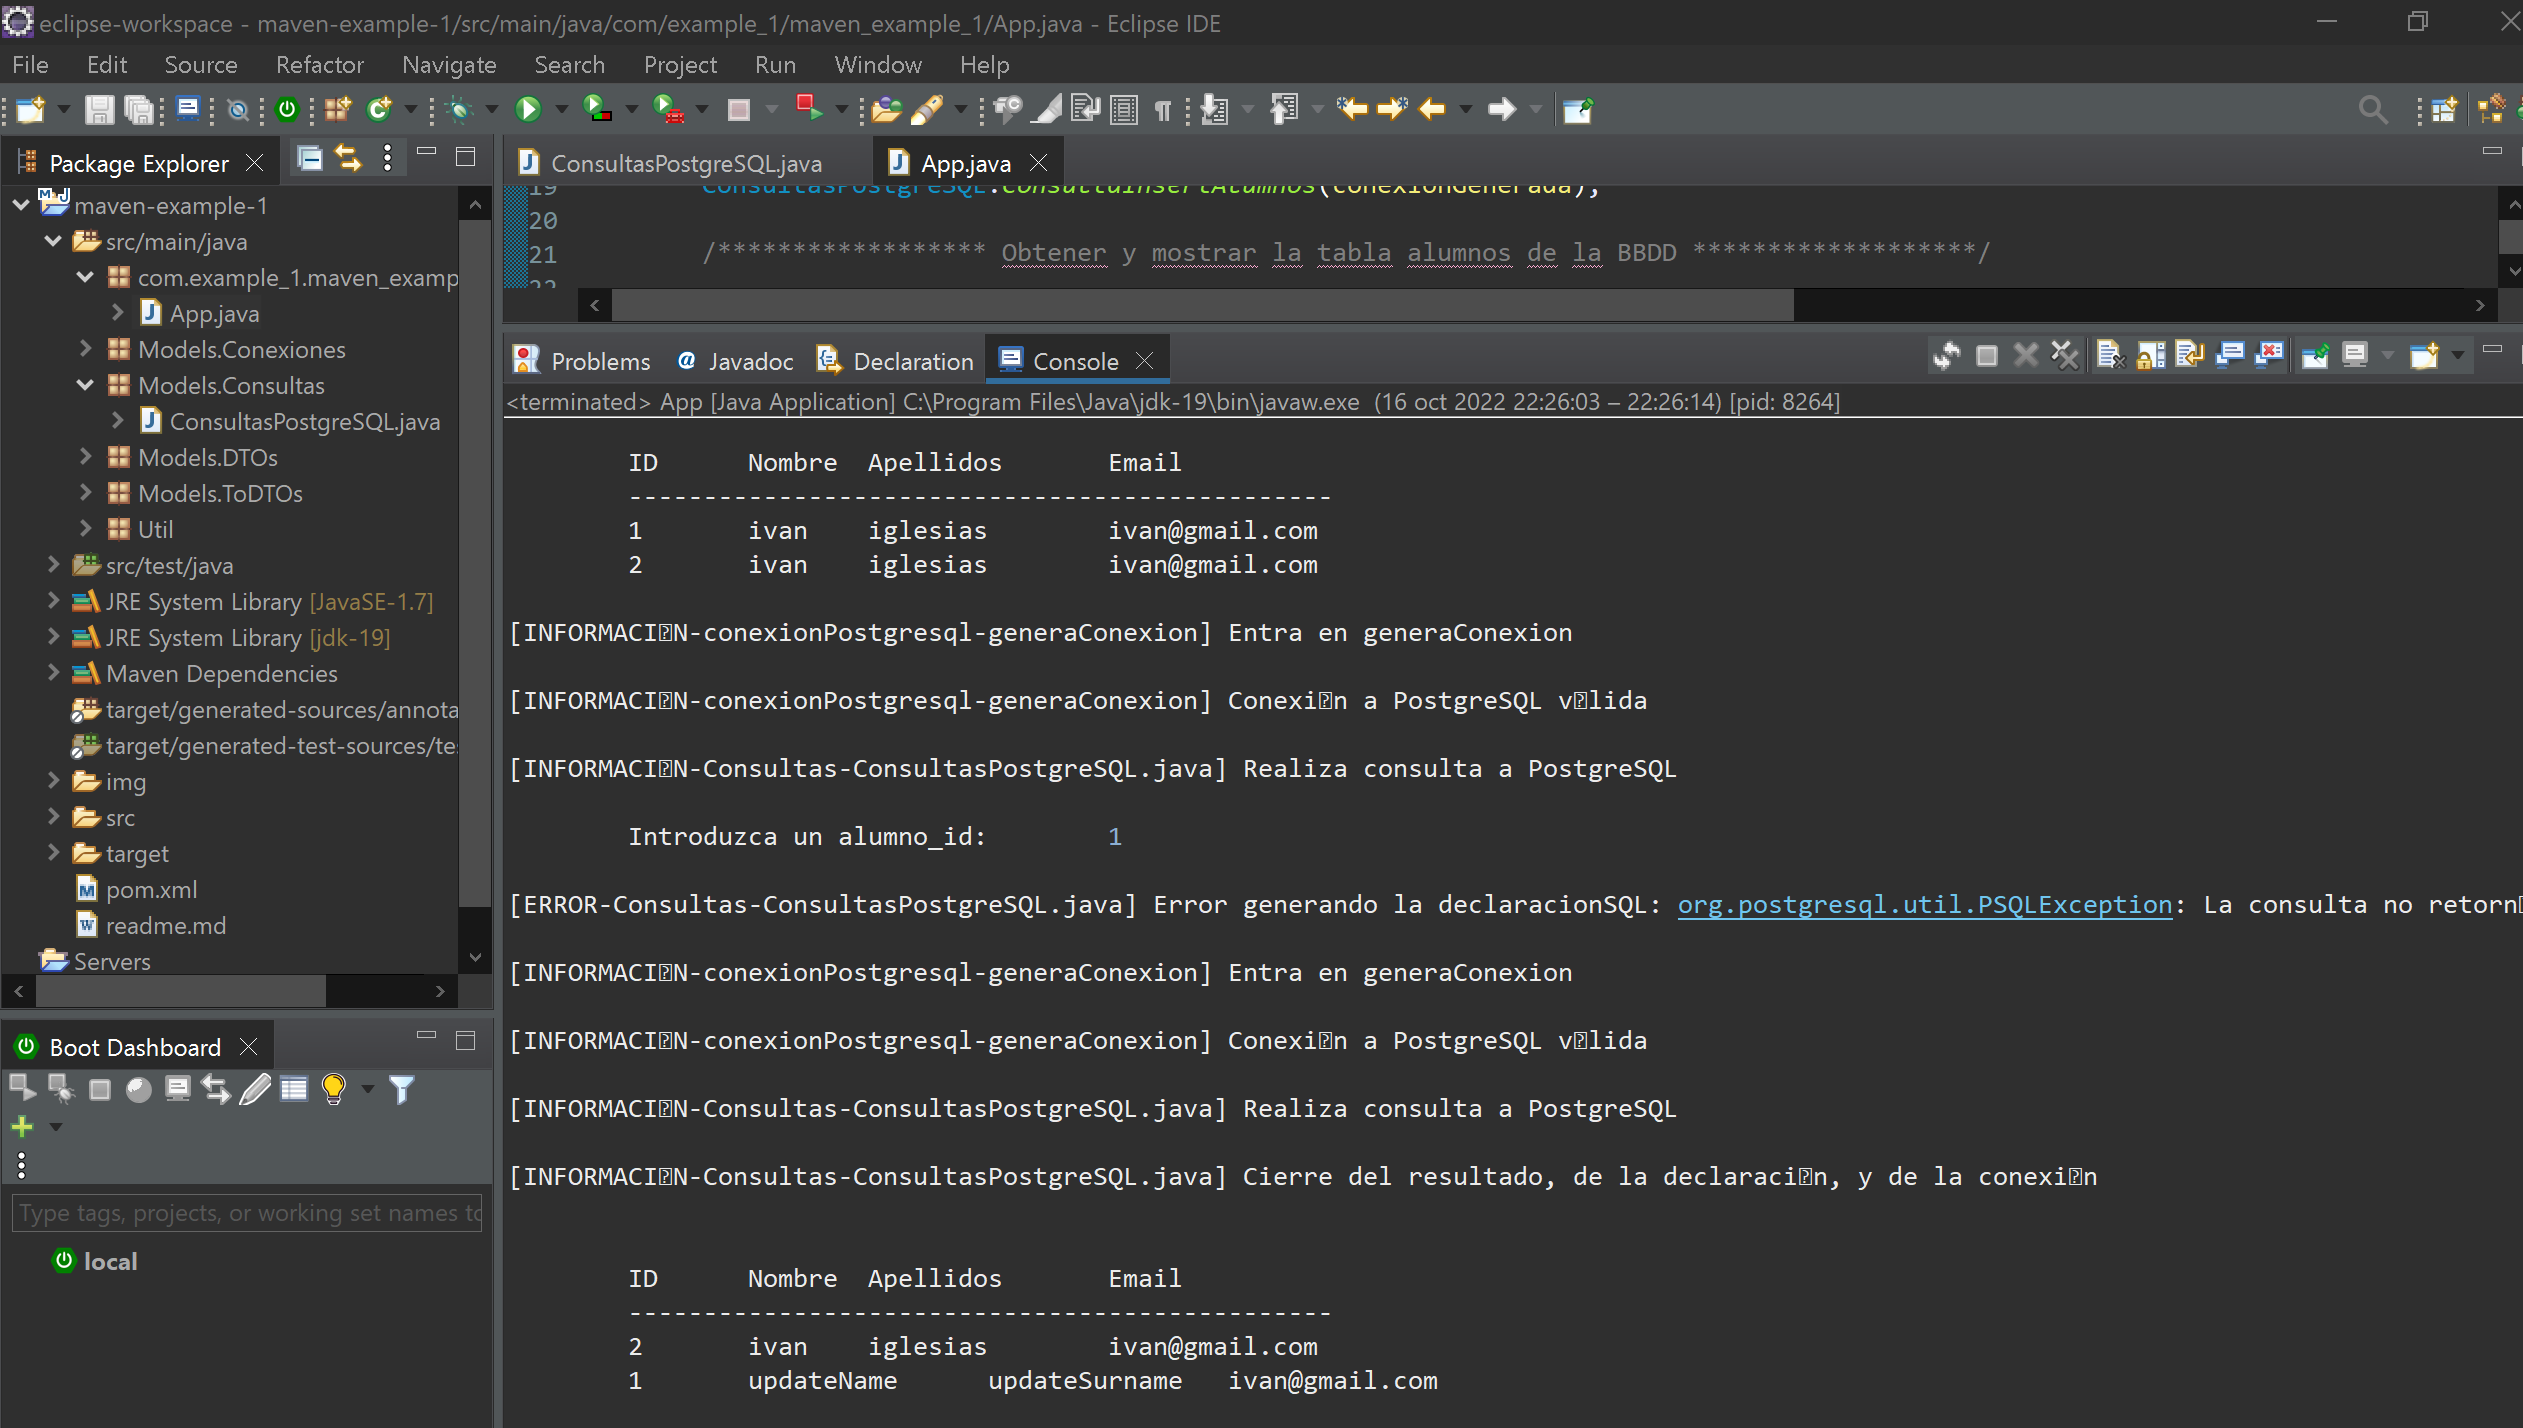 eclipse-workspace - maven-example-1/src/main/java/com/example_1/maven_example_1/App.java - Eclipse IDE
File Edit Source Refactor Navigate Search Project Run Window Help
Package Explorer
maven-example-1
src/main/java
com.example_1.maven_examp
App.java
Models.Conexiones
Models.Consultas
ConsultasPostgreSQL.java
Models.DTOs
Models.ToDTOs
Util
src/test/java
JRE System Library [JavaSE-1.7]
JRE System Library [jdk-19]
Maven Dependencies
target/generated-sources/annota
target/generated-test-sources/te
img
src
target
pom.xml
readme.md
Servers
Boot Dashboard
Type tags, projects, or working set names to
local
ConsultasPostgreSQL.java App.java
19 ConsultasPostgreSQL.ConsultaInsertAlumnos(conexionGenerada);
20
21 /****************** Obtener y mostrar la tabla alumnos de la BBDD *******************/
22
Problems Javadoc Declaration Console
<terminated> App [Java Application] C:\Program Files\Java\jdk-19\bin\javaw.exe (16 oct 2022 22:26:03 – 22:26:14) [pid: 8264]
ID Nombre Apellidos Email
-----------------------------------------------
1 ivan iglesias ivan@gmail.com
2 ivan iglesias ivan@gmail.com
[INFORMACI�N-conexionPostgresql-generaConexion] Entra en generaConexion
[INFORMACI�N-conexionPostgresql-generaConexion] Conexi�n a PostgreSQL v�lida
[INFORMACI�N-Consultas-ConsultasPostgreSQL.java] Realiza consulta a PostgreSQL
Introduzca un alumno_id: 1
[ERROR-Consultas-ConsultasPostgreSQL.java] Error generando la declaracionSQL: org.postgresql.util.PSQLException: La consulta no retorn�
[INFORMACI�N-conexionPostgresql-generaConexion] Entra en generaConexion
[INFORMACI�N-conexionPostgresql-generaConexion] Conexi�n a PostgreSQL v�lida
[INFORMACI�N-Consultas-ConsultasPostgreSQL.java] Realiza consulta a PostgreSQL
[INFORMACI�N-Consultas-ConsultasPostgreSQL.java] Cierre del resultado, de la declaraci�n, y de la conexi�n
ID Nombre Apellidos Email
-----------------------------------------------
2 ivan iglesias ivan@gmail.com
1 updateName updateSurname ivan@gmail.com